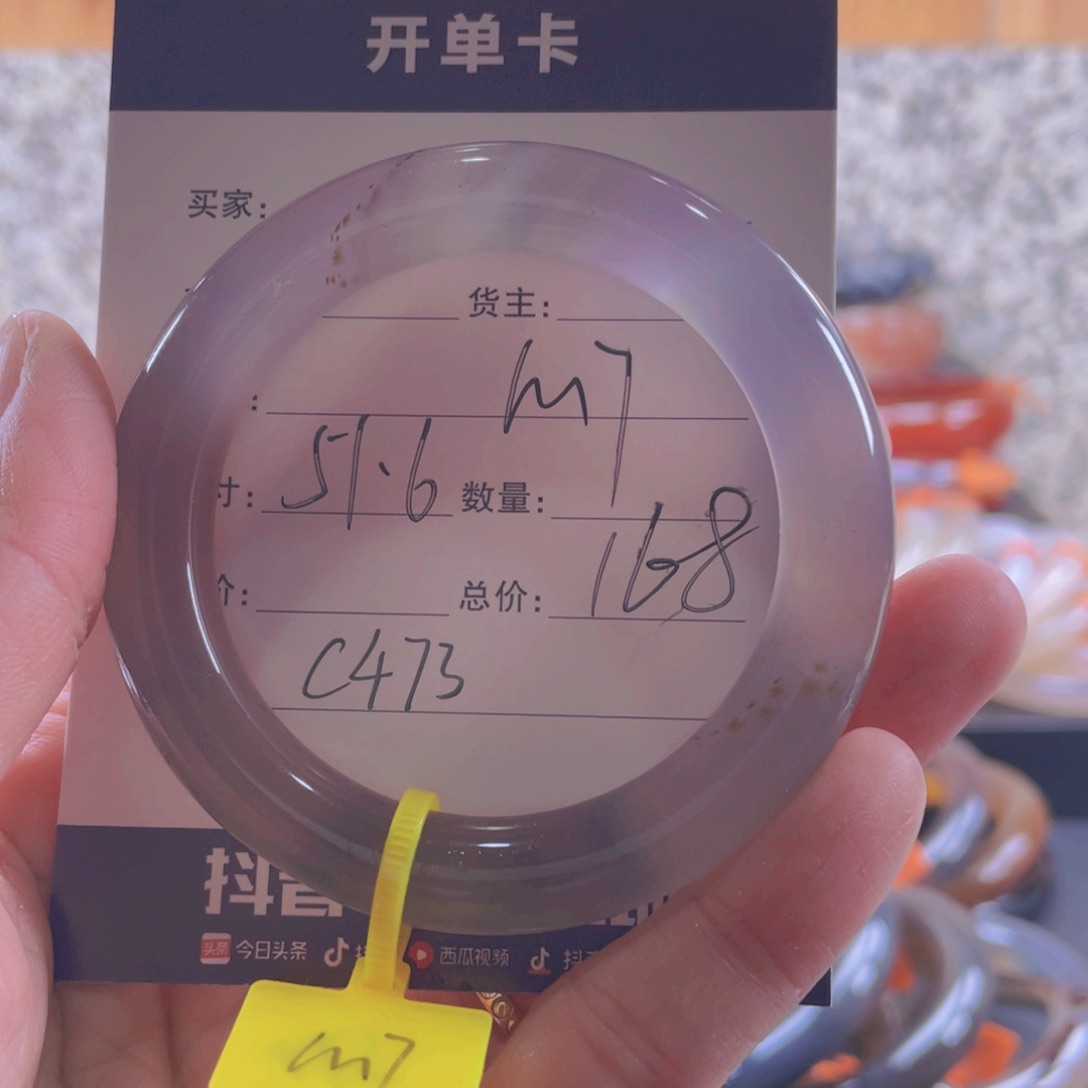 开单卡
买家:
货主:
: M7
寸: 51.6 数量:
价: 总价: 168
C473
抖音
今日头条 西瓜视频
M7